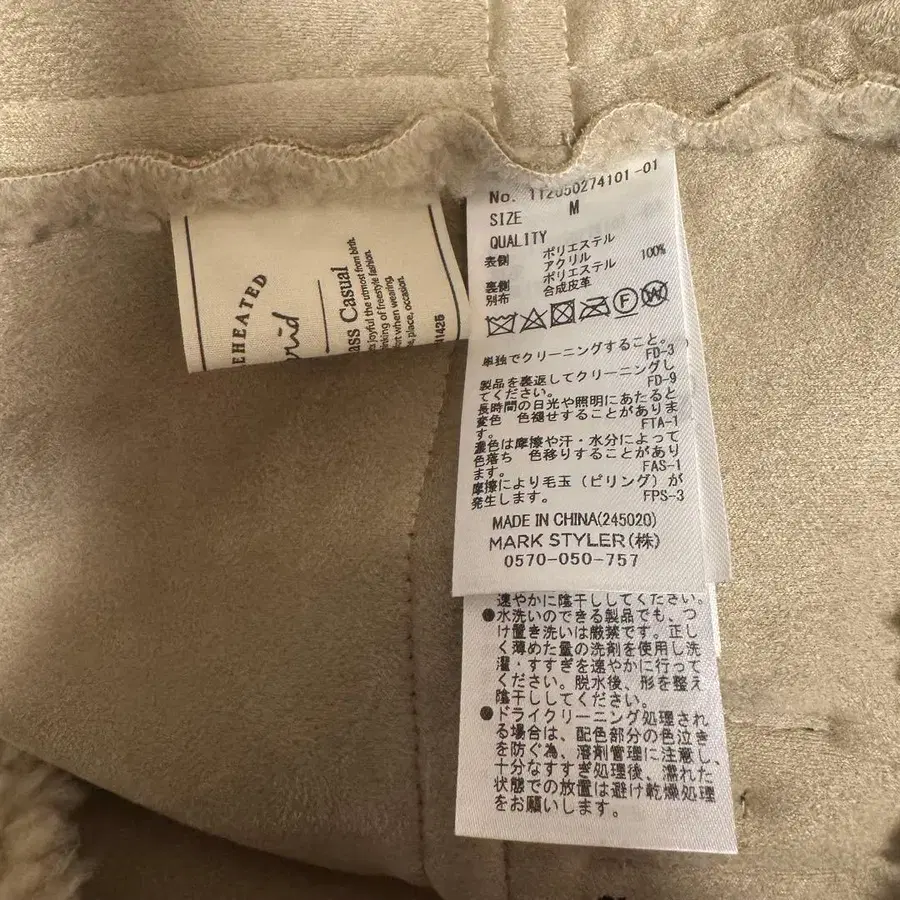 No. 112050274101-01
SIZE M
QUALITY
表側 ポリエステル
アクリル 100%
裏側 ポリエステル
別布 合成皮革
F
W
単独でクリーニングすること。
FD-3
製品を裏返してクリーニングし
てください。 FD-9
長時間の日光や照明にあたると
変色 色褪せすることがありま
す。 FTA-1
濃色は摩擦や汗・水分によって
色落ち 色移りすることがあり
ます。 FAS-1
摩擦により毛玉（ピリング）が
発生します。 FPS-3
MADE IN CHINA(245020)
MARK STYLER(株)
0570-050-757
速やかに陰干ししてください。
●水洗いのできる製品でも、つ
け置き洗いは厳禁です。正し
く薄めた量の洗剤を使用し洗
濯・すすぎを速やかに行って
ください。脱水後、形を整え
陰干ししてください。
●ドライクリーニング処理され
る場合は、配色部分の色泣き
を防ぐ為、溶剤管理に注意し、
十分なすすぎ処理後、濡れた
状態での放置は避け乾燥処理
をお願いします。
EHEATED
ass Casual
s joyful the utmost from birth.
inking of freestyle fashion.
ot when wearing.
e, place, occasion.
11425